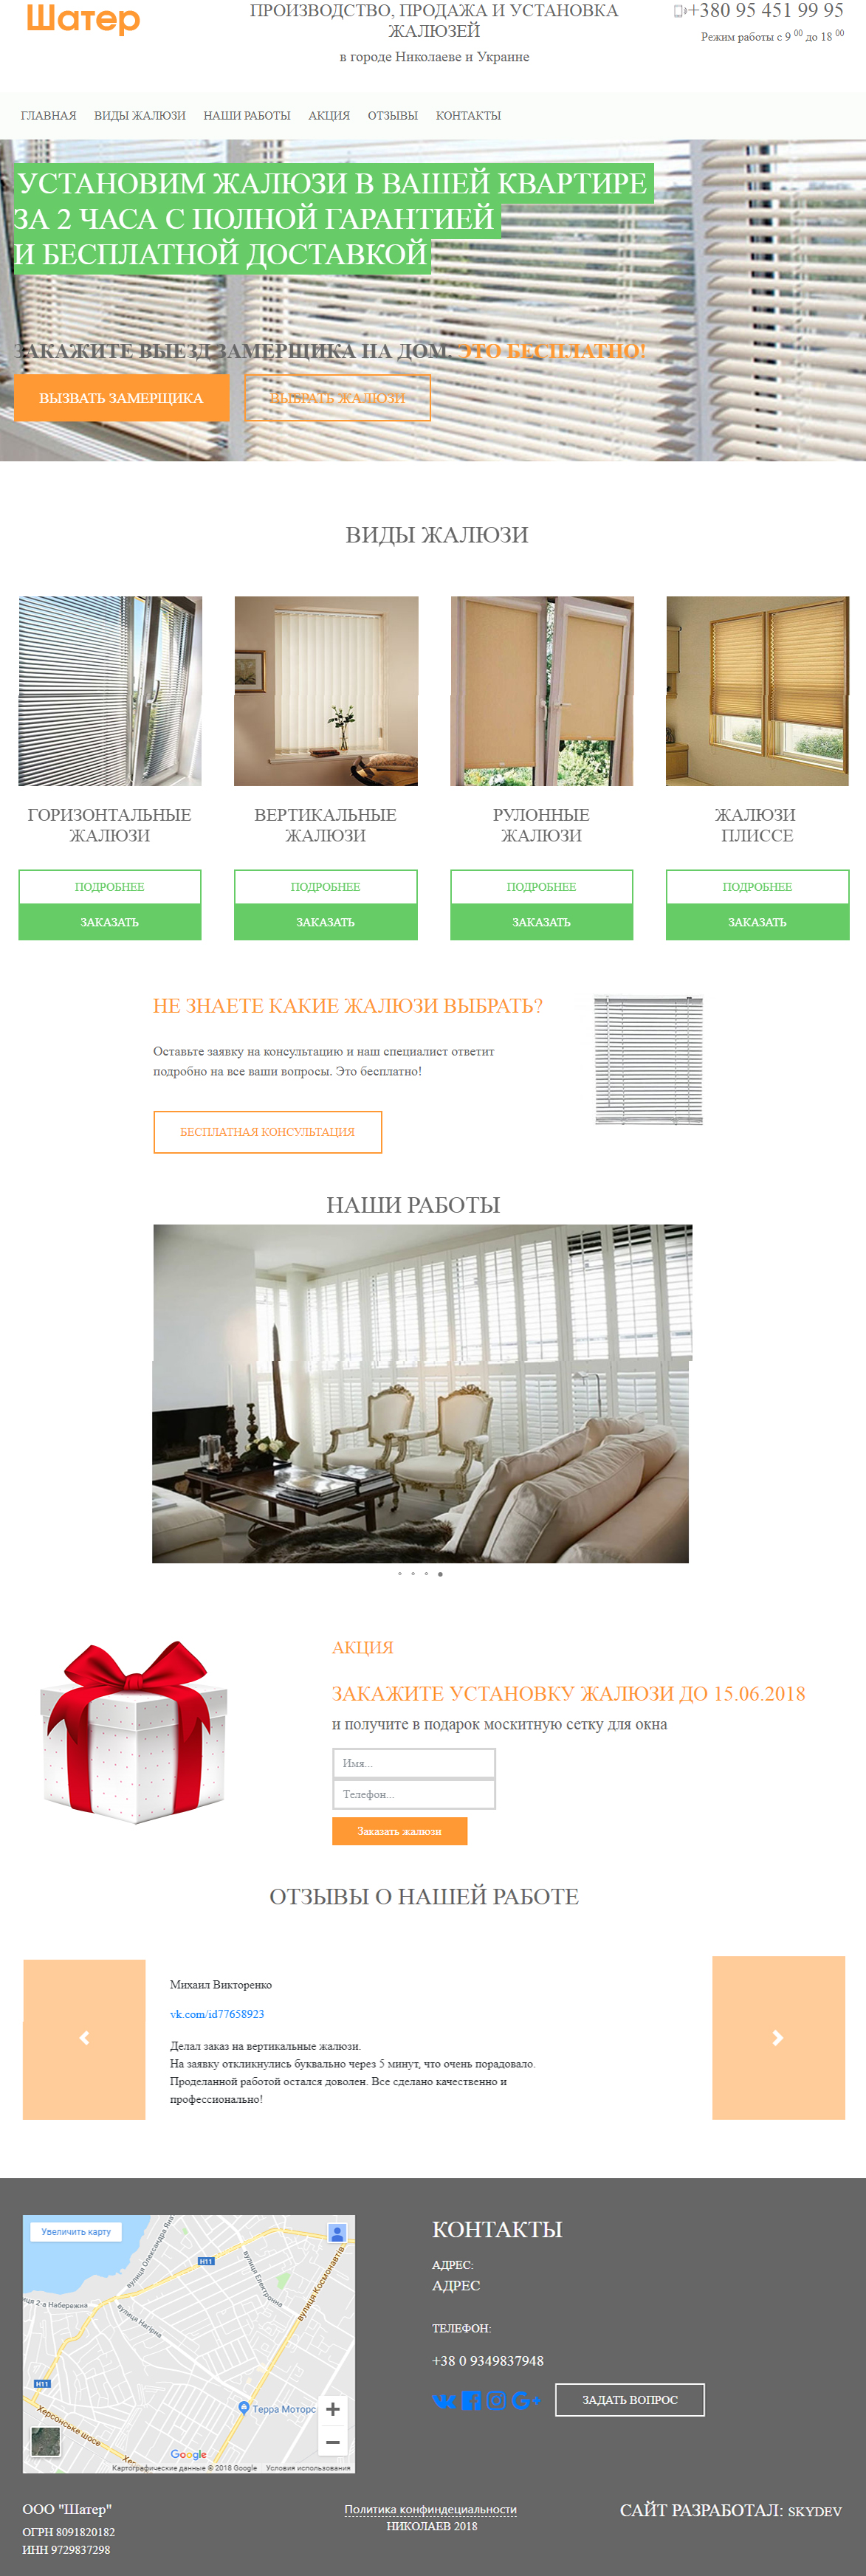 Шатер
ПРОИЗВОДСТВО, ПРОДАЖА И УСТАНОВКА
ЖАЛЮЗЕЙ
в городе Николаеве и Украине
+380 95 451 99 95
Режим работы с 9 00 до 18 00
ГЛАВНАЯ ВИДЫ ЖАЛЮЗИ НАШИ РАБОТЫ АКЦИЯ ОТЗЫВЫ КОНТАКТЫ
УСТАНОВИМ ЖАЛЮЗИ В ВАШЕЙ КВАРТИРЕ
ЗА 2 ЧАСА С ПОЛНОЙ ГАРАНТИЕЙ
И БЕСПЛАТНОЙ ДОСТАВКОЙ
ЗАКАЖИТЕ ВЫЕЗД ЗАМЕРЩИКА НА ДОМ. ЭТО БЕСПЛАТНО!
ВЫЗВАТЬ ЗАМЕРЩИКА
ВЫБРАТЬ ЖАЛЮЗИ
ВИДЫ ЖАЛЮЗИ
ГОРИЗОНТАЛЬНЫЕ
ЖАЛЮЗИ
ПОДРОБНЕЕ
ЗАКАЗАТЬ
ВЕРТИКАЛЬНЫЕ
ЖАЛЮЗИ
ПОДРОБНЕЕ
ЗАКАЗАТЬ
РУЛОННЫЕ
ЖАЛЮЗИ
ПОДРОБНЕЕ
ЗАКАЗАТЬ
ЖАЛЮЗИ
ПЛИССЕ
ПОДРОБНЕЕ
ЗАКАЗАТЬ
НЕ ЗНАЕТЕ КАКИЕ ЖАЛЮЗИ ВЫБРАТЬ?
Оставьте заявку на консультацию и наш специалист ответит
подробно на все ваши вопросы. Это бесплатно!
БЕСПЛАТНАЯ КОНСУЛЬТАЦИЯ
НАШИ РАБОТЫ
АКЦИЯ
ЗАКАЖИТЕ УСТАНОВКУ ЖАЛЮЗИ ДО 15.06.2018
и получите в подарок москитную сетку для окна
Имя...
Телефон...
Заказать жалюзи
ОТЗЫВЫ О НАШЕЙ РАБОТЕ
Михаил Викторенко
vk.com/id77658923
Делал заказ на вертикальные жалюзи.
На заявку откликнулись буквально через 5 минут, что очень порадовало.
Проделанной работой остался доволен. Все сделано качественно и
профессионально!
Увеличить карту
вулиця Олександра Яна
H11
вулиця Електронна
вулиця Космонавтів
иця 2-а Набережна
вулиця Нагірна
H11
Херсонське шосе
Терра Моторс
Хе
Google
Картографические данные © 2018 Google Условия использования
КОНТАКТЫ
АДРЕС:
АДРЕС
ТЕЛЕФОН:
+38 0 9349837948
ЗАДАТЬ ВОПРОС
ООО "Шатер"
ОГРН 8091820182
ИНН 9729837298
Политика конфиндециальности
НИКОЛАЕВ 2018
САЙТ РАЗРАБОТАЛ: SKYDEV